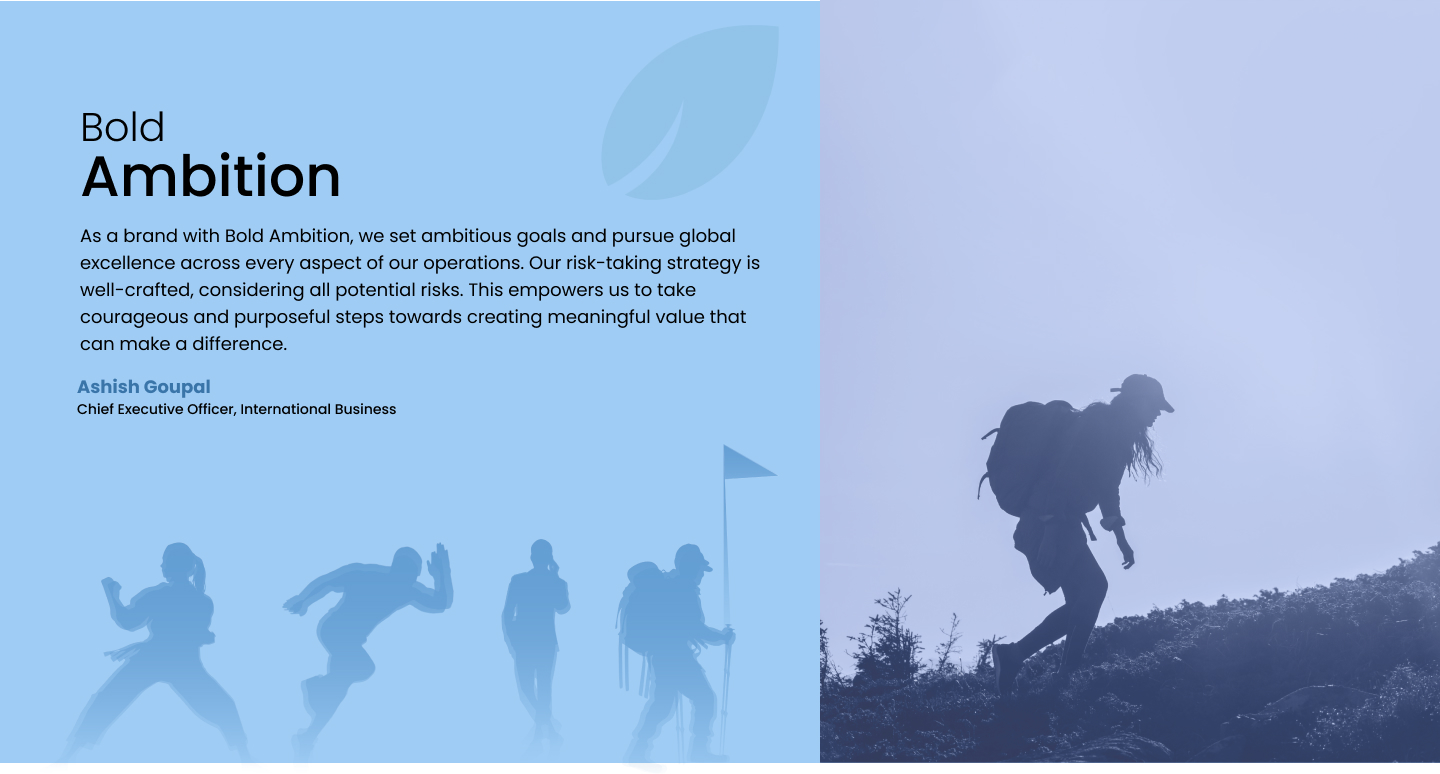 Bold
Ambition
As a brand with Bold Ambition, we set ambitious goals and pursue global
excellence across every aspect of our operations. Our risk-taking strategy is
well-crafted, considering all potential risks. This empowers us to take
courageous and purposeful steps towards creating meaningful value that
can make a difference.
Ashish Goupal
Chief Executive Officer, International Business